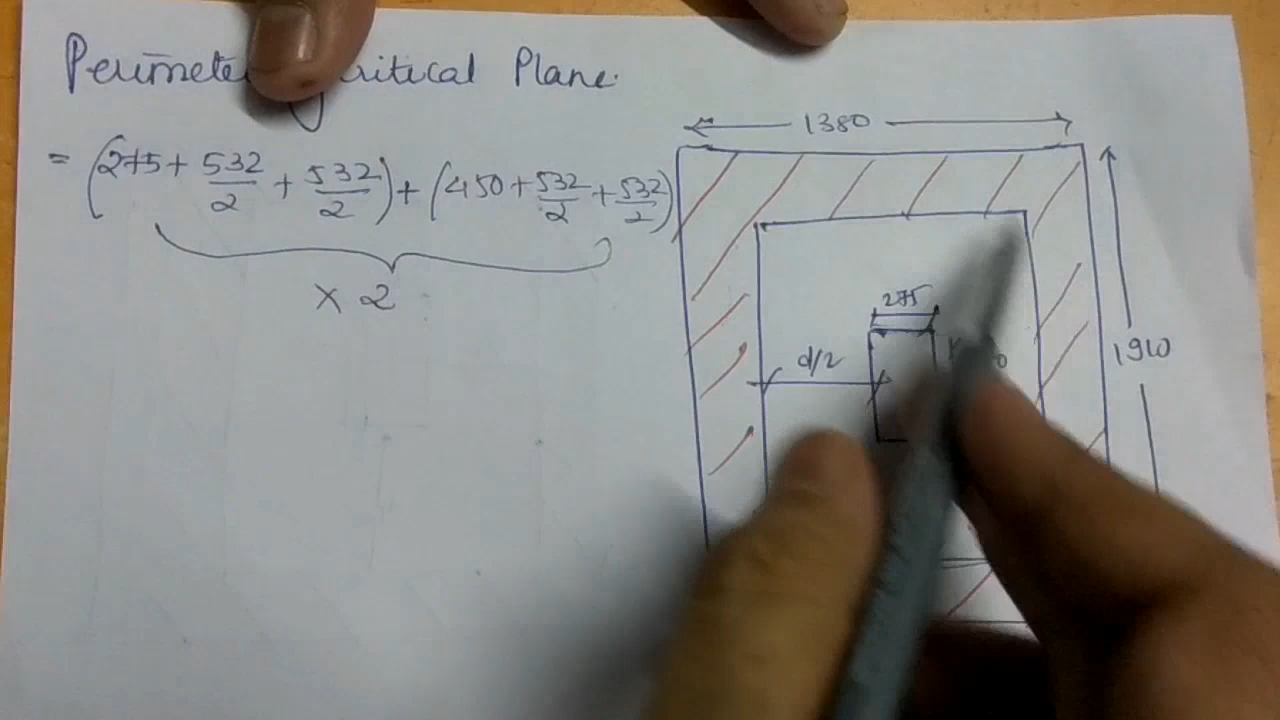 Perimeter Critical Plane.
= (275 + 532/2 + 532/2) + (450 + 532/2 + 532/2)
× 2
1380
275
d/2
1910